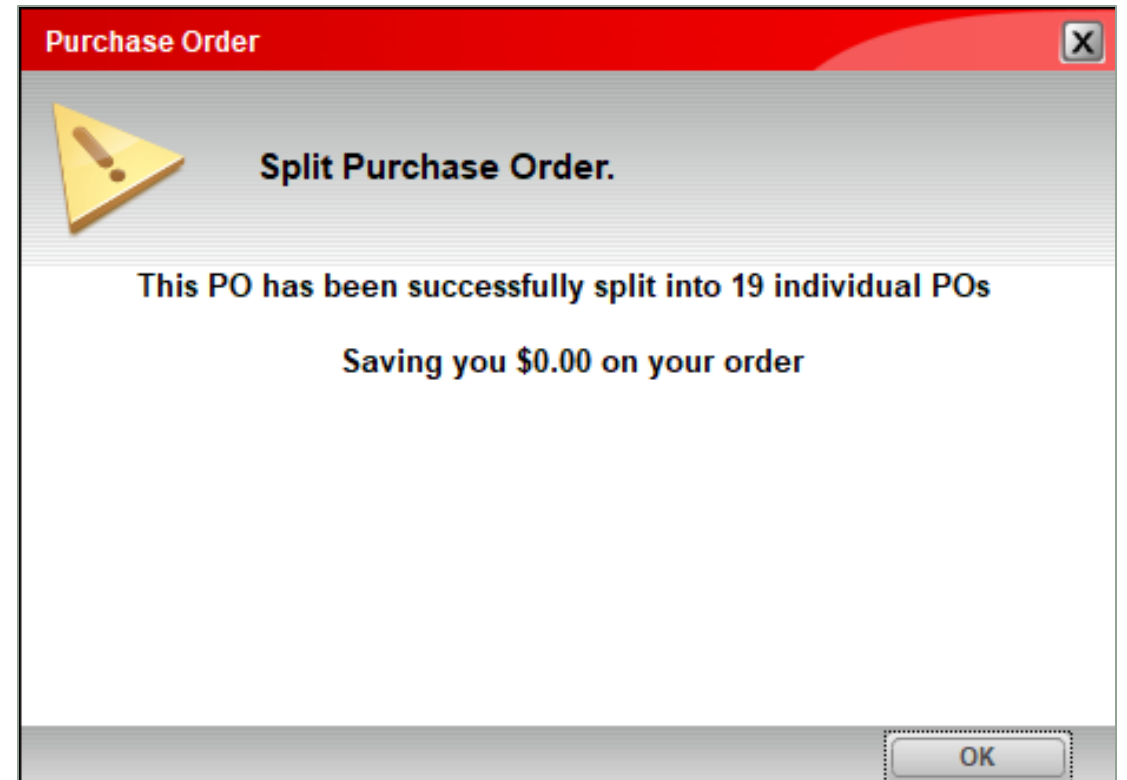 Purchase Order
X
Split Purchase Order.
This PO has been successfully split into 19 individual POs
Saving you $0.00 on your order
OK